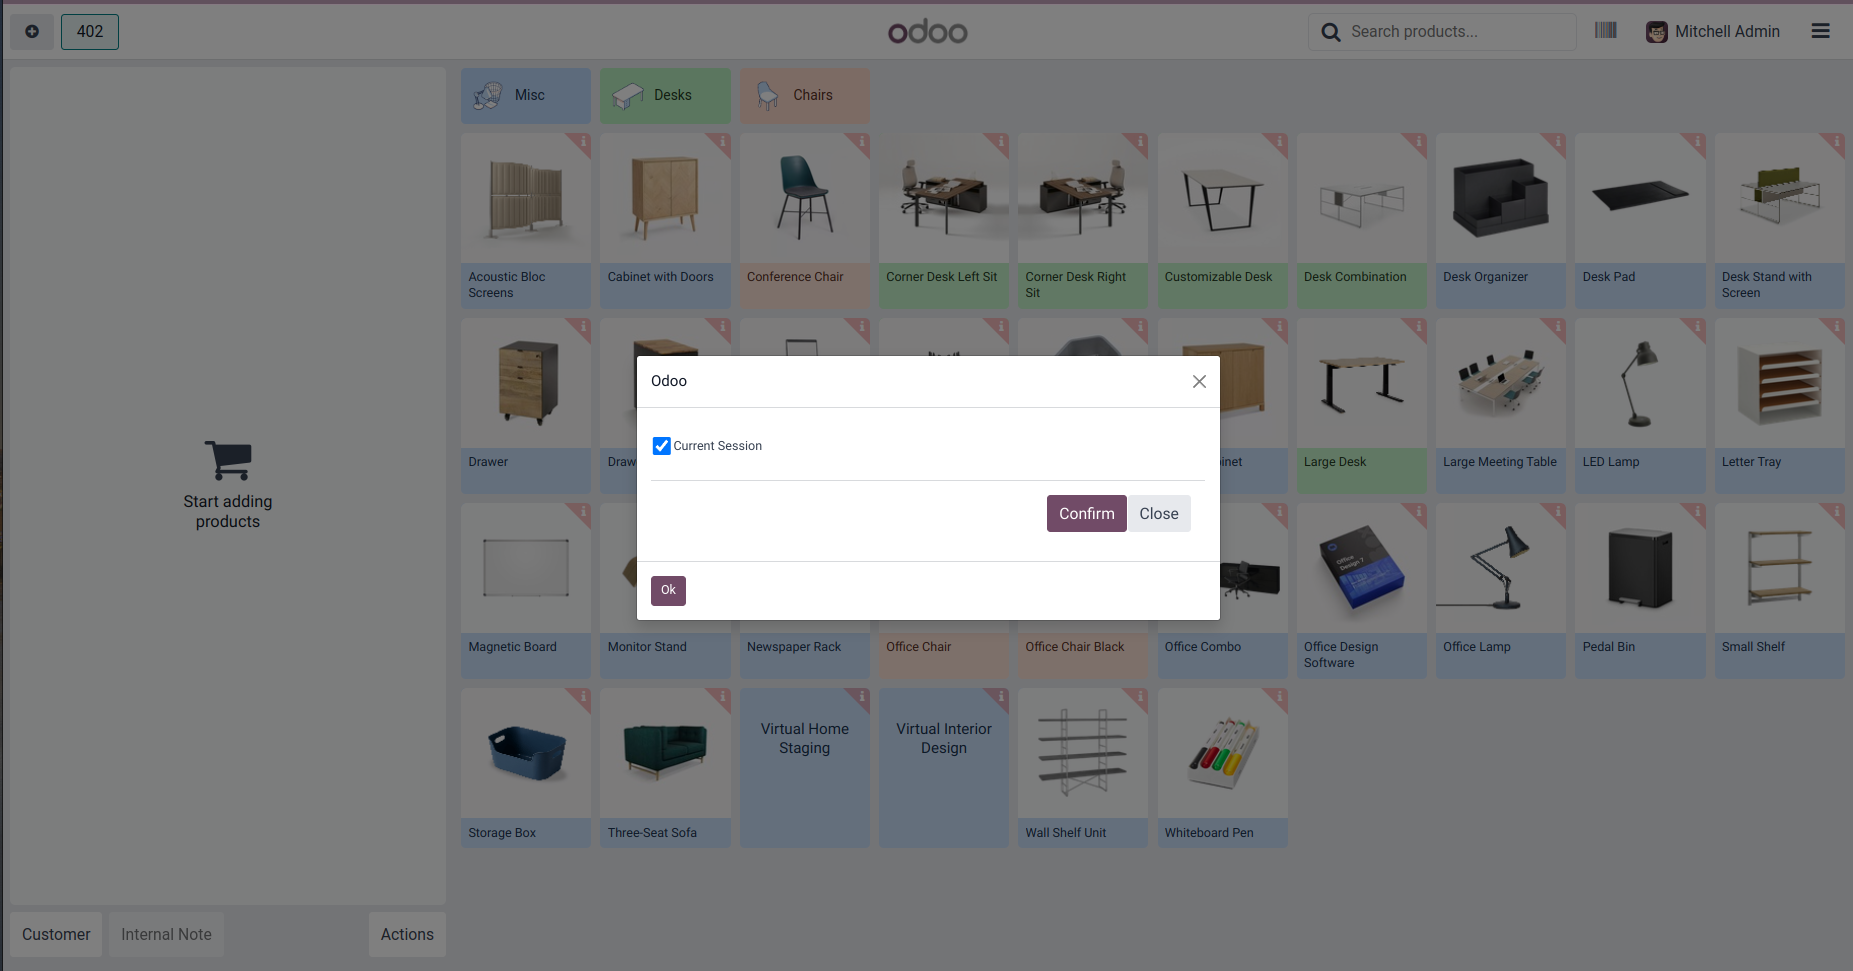 402
odoo
Search products...
Mitchell Admin
Misc
Desks
Chairs
Acoustic Bloc
Screens
Cabinet with Doors
Conference Chair
Corner Desk Left Sit
Corner Desk Right
Sit
Customizable Desk
Desk Combination
Desk Organizer
Desk Pad
Desk Stand with
Screen
Start adding
products
Drawer
Large Desk
Large Meeting Table
LED Lamp
Letter Tray
Odoo
Current Session
Confirm
Close
Ok
Office
Design 7
Magnetic Board
Monitor Stand
Newspaper Rack
Office Chair
Office Chair Black
Office Combo
Office Design
Software
Office Lamp
Pedal Bin
Small Shelf
Virtual Home
Staging
Virtual Interior
Design
Storage Box
Three-Seat Sofa
Wall Shelf Unit
Whiteboard Pen
Customer
Internal Note
Actions